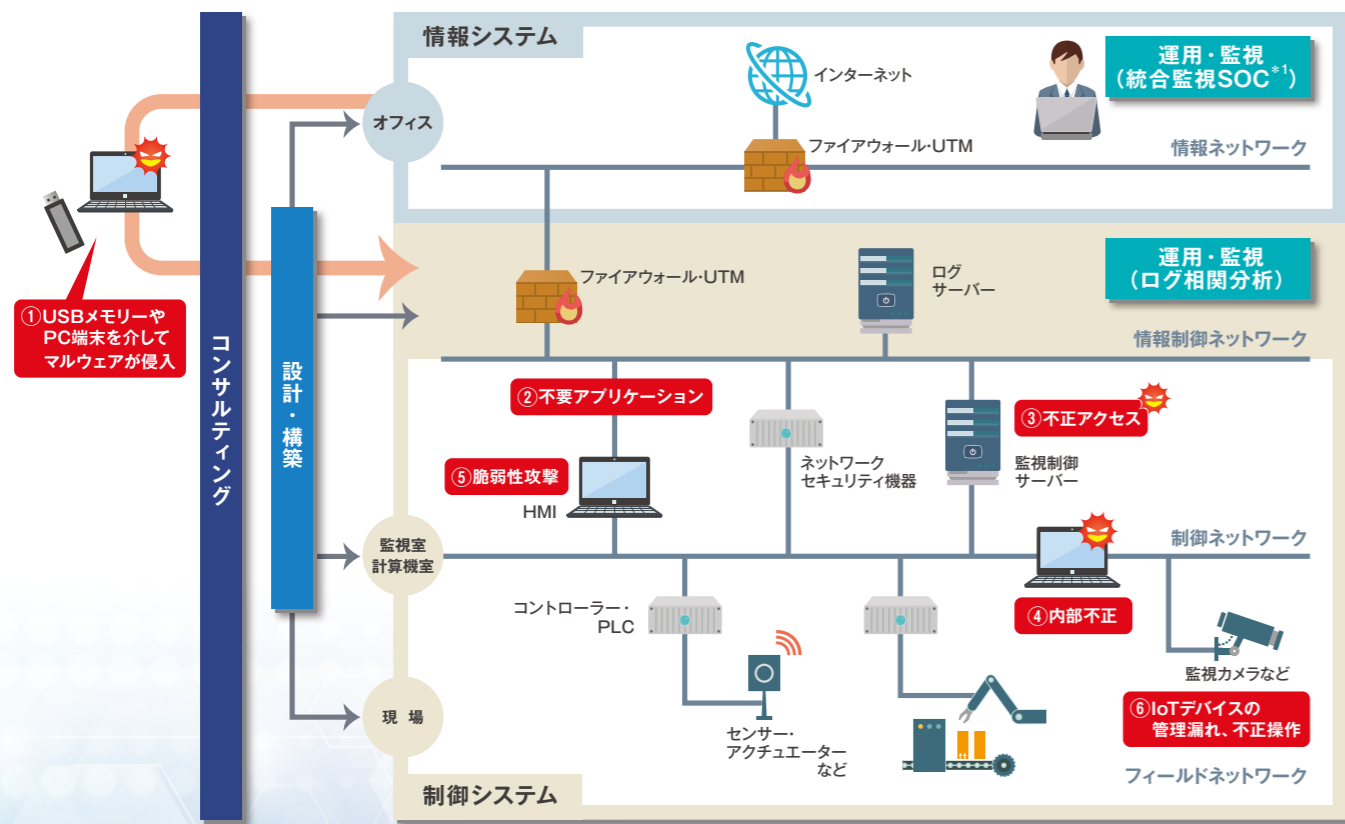 情報システム
インターネット
運用・監視
（統合監視SOC*1）
オフィス
ファイアウォール・UTM
情報ネットワーク
①USBメモリーや
PC端末を介して
マルウェアが侵入
コンサルティング
設計・構築
ファイアウォール・UTM
ログ
サーバー
運用・監視
（ログ相関分析）
情報制御ネットワーク
②不要アプリケーション
③不正アクセス
⑤脆弱性攻撃
HMI
ネットワーク
セキュリティ機器
監視制御
サーバー
監視室
計算機室
制御ネットワーク
コントローラー・
PLC
④内部不正
監視カメラなど
現 場
センサー・
アクチュエーター
など
⑥IoTデバイスの
管理漏れ、不正操作
フィールドネットワーク
制御システム